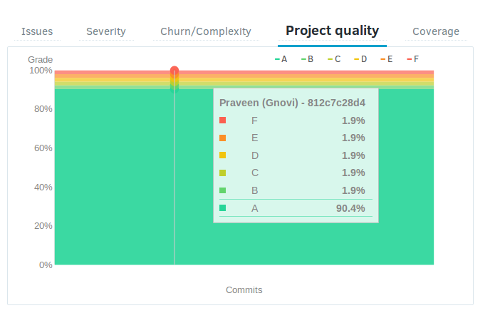 Issues Severity Churn/Complexity Project quality Coverage
Grade A B C D E F
100%
80%
60%
40%
20%
0%
Praveen (Gnovi) - 812c7c28d4
F 1.9%
E 1.9%
D 1.9%
C 1.9%
B 1.9%
A 90.4%
Commits